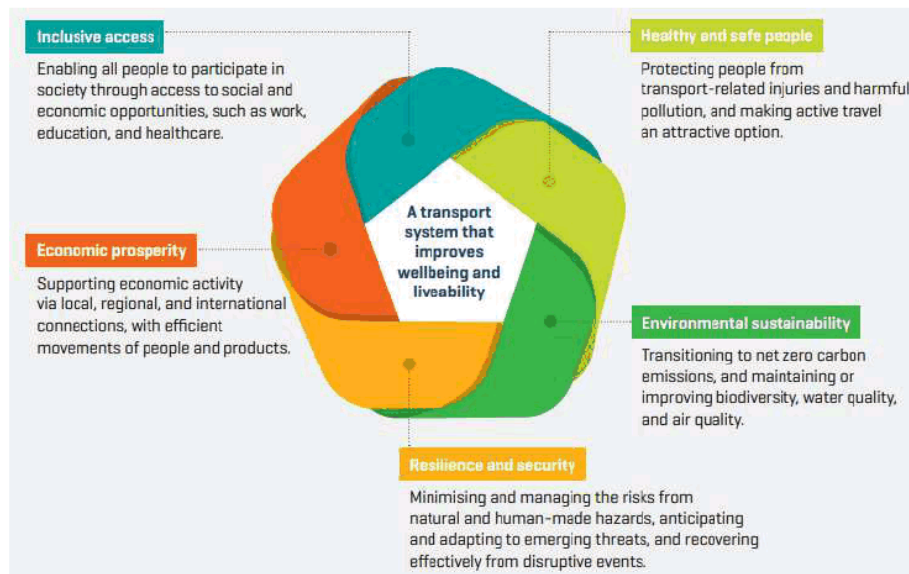 Inclusive access
Enabling all people to participate in
society through access to social and
economic opportunities, such as work,
education, and healthcare.
Healthy and safe people
Protecting people from
transport-related injuries and harmful
pollution, and making active travel
an attractive option.
A transport
system that
improves
wellbeing and
liveability
Economic prosperity
Supporting economic activity
via local, regional, and international
connections, with efficient
movements of people and products.
Environmental sustainability
Transitioning to net zero carbon
emissions, and maintaining or
improving biodiversity, water quality,
and air quality.
Resilience and security
Minimising and managing the risks from
natural and human-made hazards, anticipating
and adapting to emerging threats, and recovering
effectively from disruptive events.